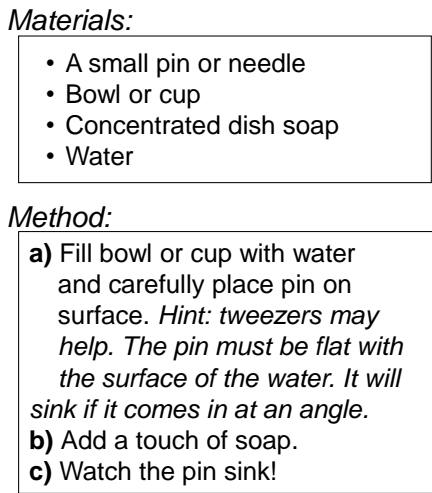 Materials:
• A small pin or needle
• Bowl or cup
• Concentrated dish soap
• Water
Method:
a) Fill bowl or cup with water
and carefully place pin on
surface. Hint: tweezers may
help. The pin must be flat with
the surface of the water. It will
sink if it comes in at an angle.
b) Add a touch of soap.
c) Watch the pin sink!